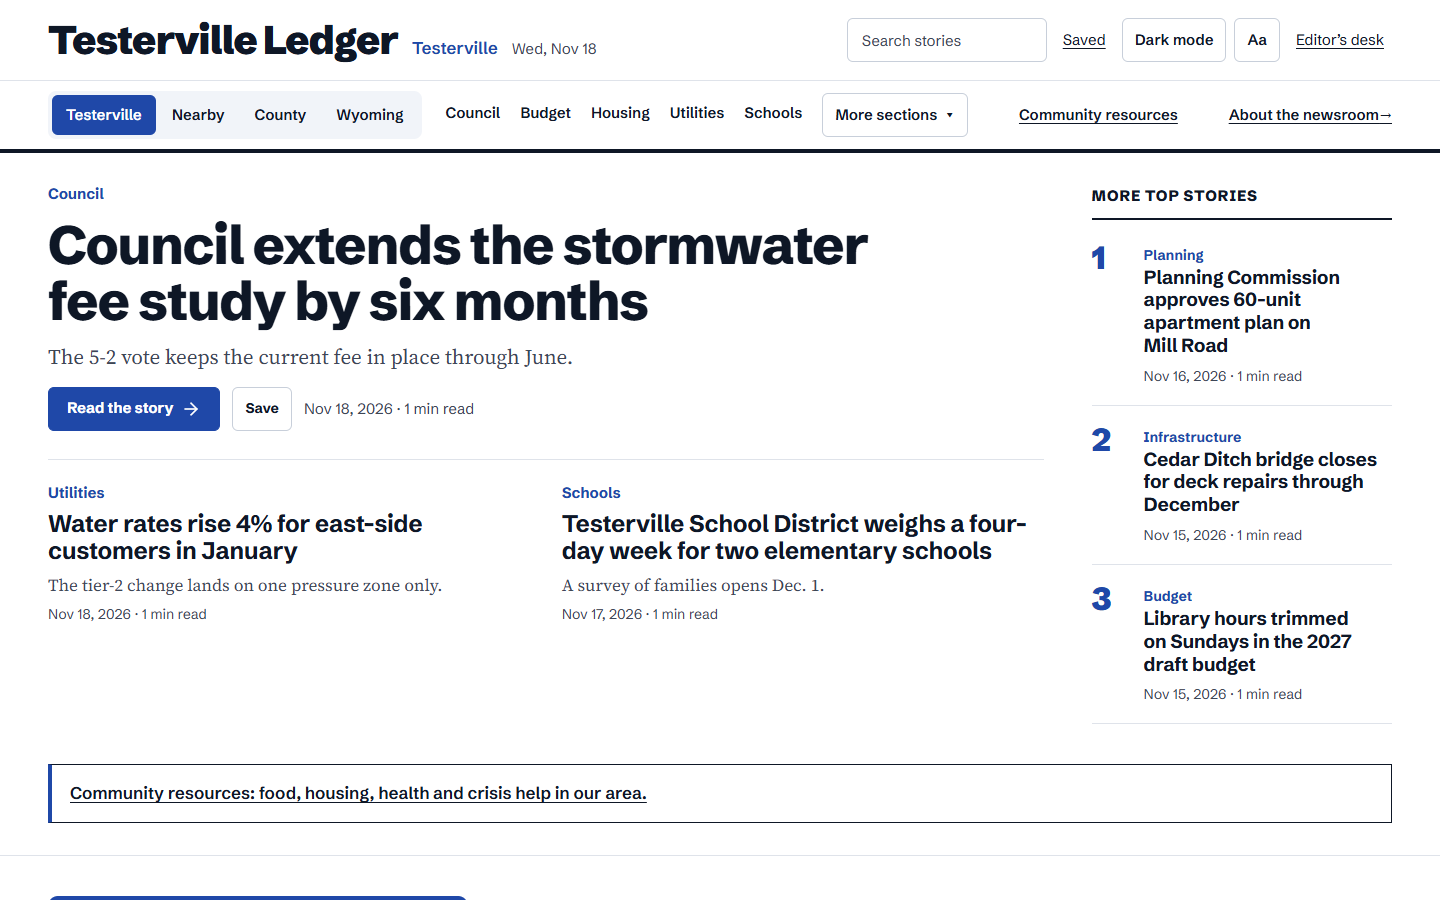 Testerville Ledger
Testerville
Wed, Nov 18
Search stories
Saved
Dark mode
Aa
Editor’s desk
Testerville
Nearby
County
Wyoming
Council
Budget
Housing
Utilities
Schools
More sections ▾
Community resources
About the newsroom→
Council
Council extends the stormwater
fee study by six months
The 5-2 vote keeps the current fee in place through June.
Read the story →
Save
Nov 18, 2026 · 1 min read
Utilities
Water rates rise 4% for east-side
customers in January
The tier-2 change lands on one pressure zone only.
Nov 18, 2026 · 1 min read
Schools
Testerville School District weighs a four-
day week for two elementary schools
A survey of families opens Dec. 1.
Nov 17, 2026 · 1 min read
MORE TOP STORIES
1
Planning
Planning Commission
approves 60-unit
apartment plan on
Mill Road
Nov 16, 2026 · 1 min read
2
Infrastructure
Cedar Ditch bridge closes
for deck repairs through
December
Nov 15, 2026 · 1 min read
3
Budget
Library hours trimmed
on Sundays in the 2027
draft budget
Nov 15, 2026 · 1 min read
Community resources: food, housing, health and crisis help in our area.